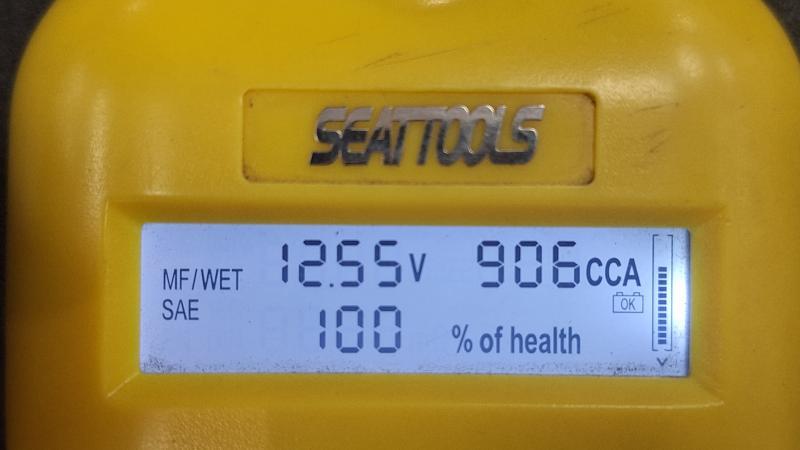 SEATTOOLS
MF/WET 12.55V 906CCA
SAE OK
100 % of health